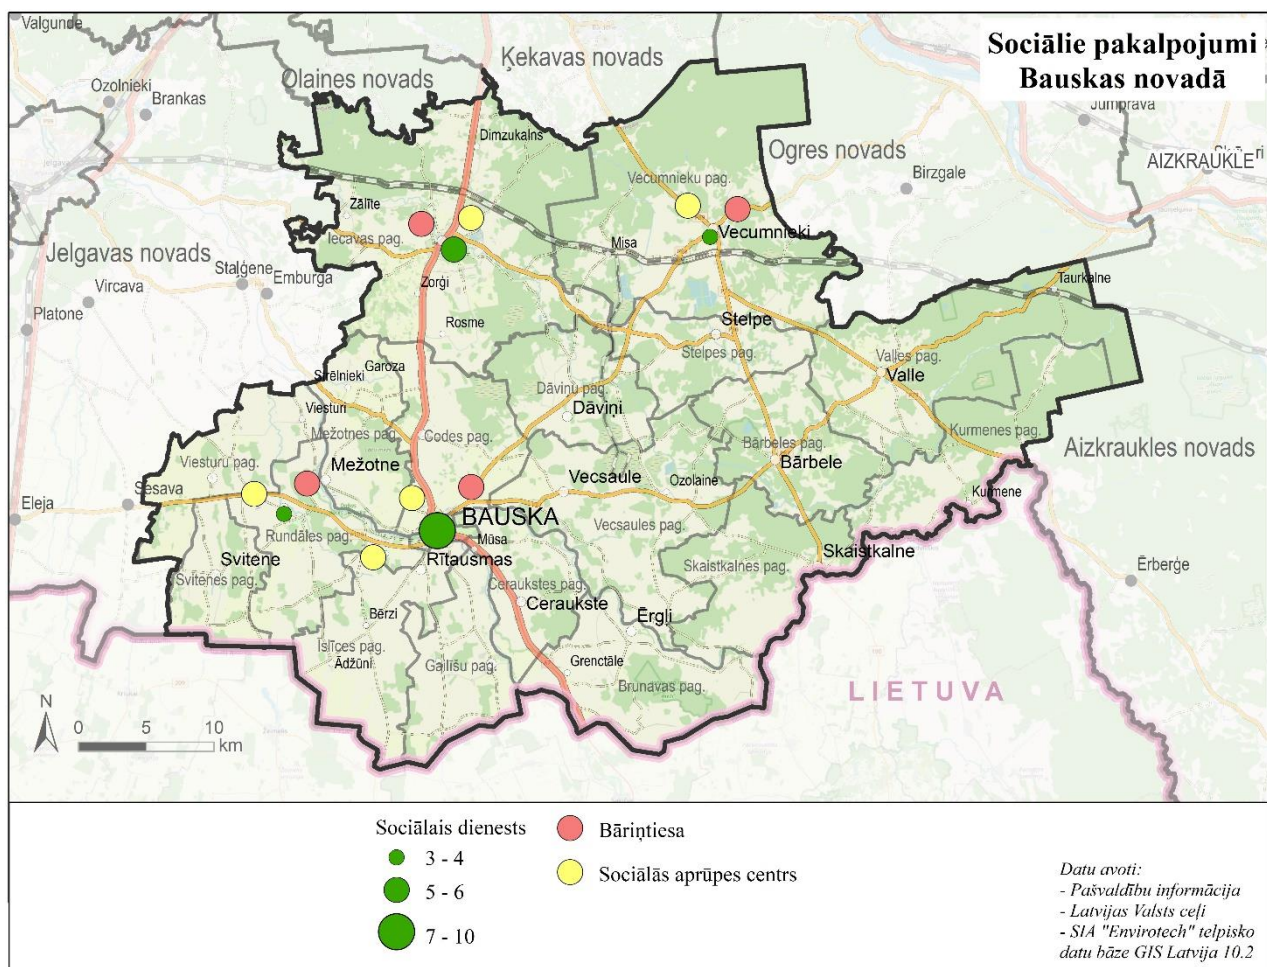 Sociālie pakalpojumi
Bauskas novadā
Valgunde
Ķekavas novads
Olaines novads
Ozolnieki
Brankas
Jumprava
Dimzukalns
Ogres novads
AIZKRAUKLE
Vecumnieku pag.
Birzgale
Zālīte
Iecavas pag.
Misa
Vecumnieki
Jelgavas novads
Staļģene
Emburga
Vircava
Zorģi
Taurkalne
Platone
Rosme
Stelpe
Stelpes pag.
Valles pag.
Valle
Garoza
Strēlnieki
Dāviņu pag.
Viesturi
Dāviņi
Mežotnes pag.
Codes pag.
Kurmenes pag.
Bārbeles pag.
Aizkraukles novads
Viesturu pag.
Mežotne
Bārbele
Vecsaule
Ozolaine
Sesava
Eleja
Kurmene
BAUSKA
Vecsaules pag.
Rundāles pag.
Mūsa
Svitene
Rītausmas
Skaistkalne
Skaistkalnes pag.
Svitenes pag.
Ceraukstes pag.
Ērberģe
Ceraukste
Bērzi
Ērgļi
Īslīces pag.
Ādžūni
Gailīšu pag.
Grenctāle
Brunavas pag.
LIETUVA
N
0 5 10
km
Sociālais dienests
3 - 4
5 - 6
7 - 10
Bāriņtiesa
Sociālās aprūpes centrs
Datu avoti:
- Pašvaldību informācija
- Latvijas Valsts ceļi
- SIA "Envirotech" telpisko
datu bāze GIS Latvija 10.2